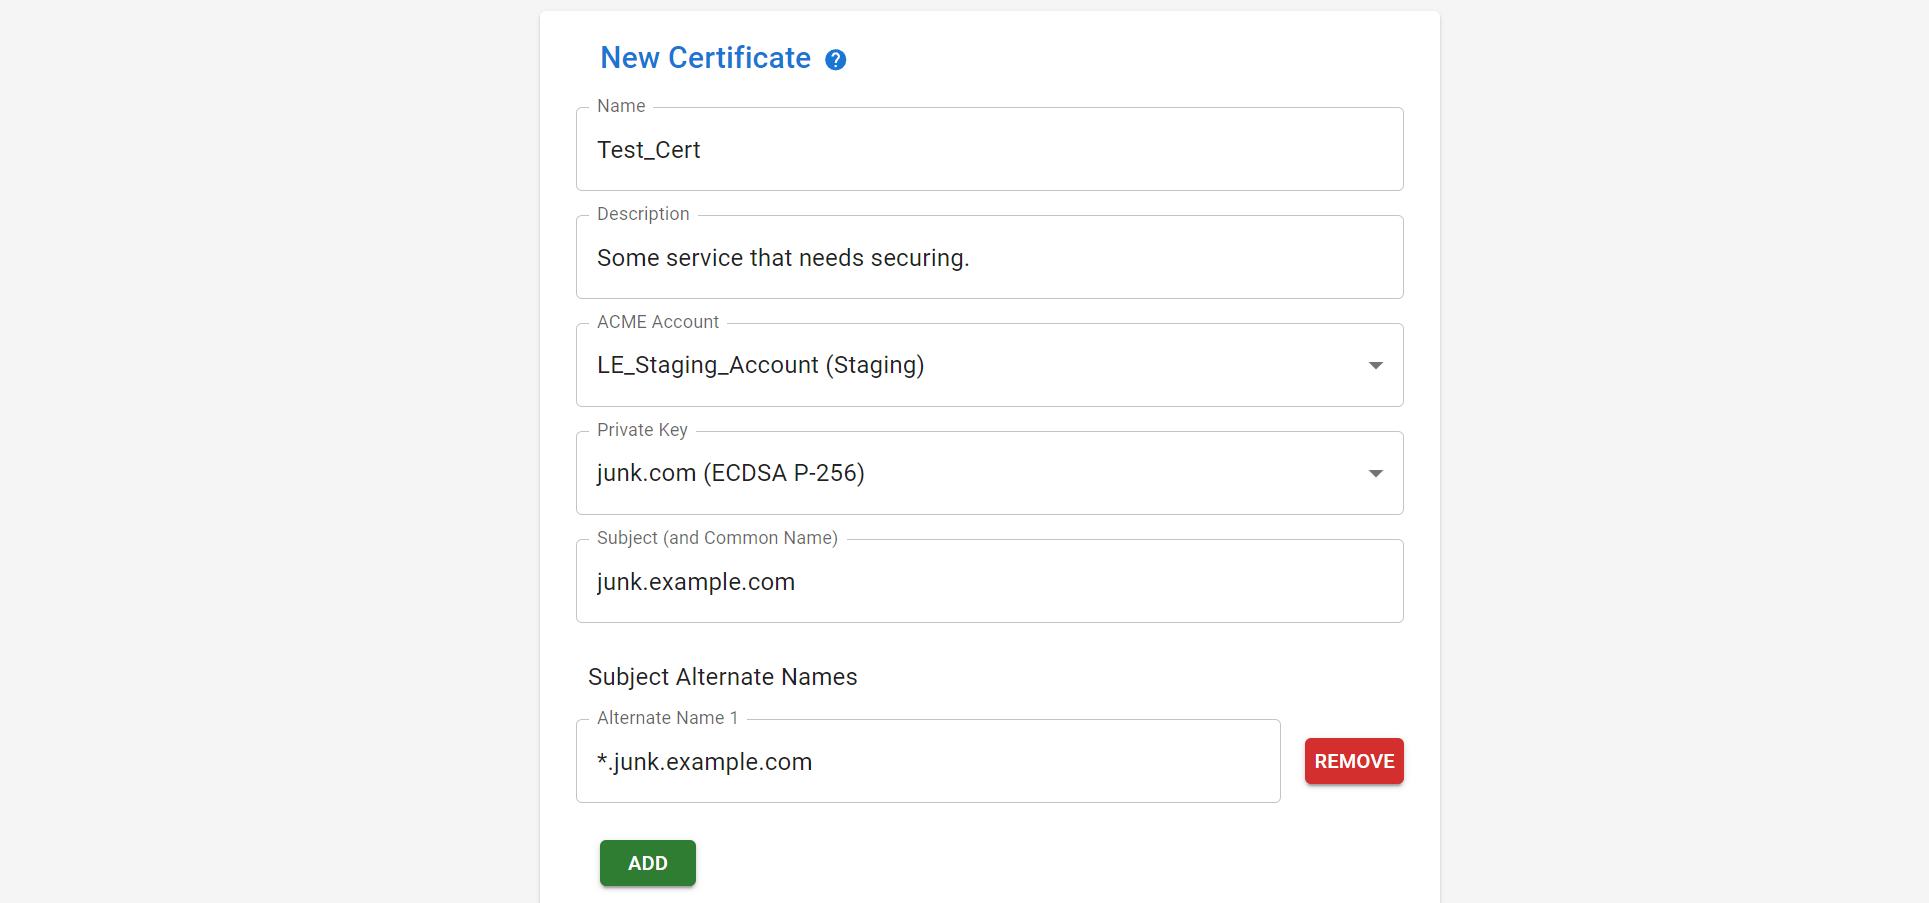 New Certificate
Name
Test_Cert
Description
Some service that needs securing.
ACME Account
LE_Staging_Account (Staging)
Private Key
junk.com (ECDSA P-256)
Subject (and Common Name)
junk.example.com
Subject Alternate Names
Alternate Name 1
*.junk.example.com
REMOVE
ADD